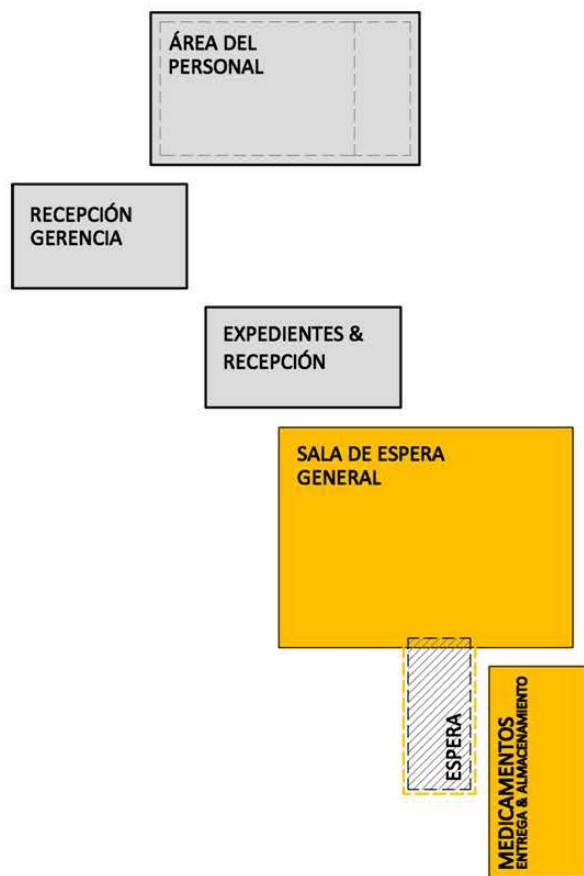 ÁREA DEL
PERSONAL
RECEPCIÓN
GERENCIA
EXPEDIENTES &
RECEPCIÓN
SALA DE ESPERA
GENERAL
ESPERA
MEDICAMENTOS
ENTREGA & ALMACENAMIENTO